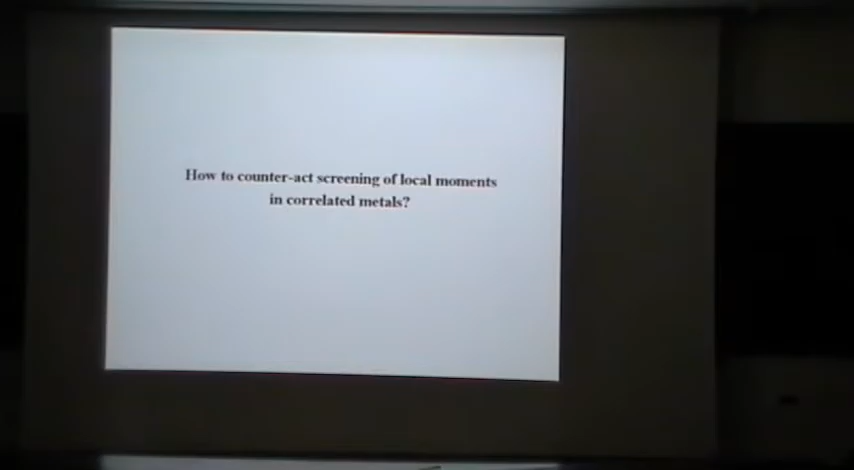 How to counter-act screening of local moments
in correlated metals?